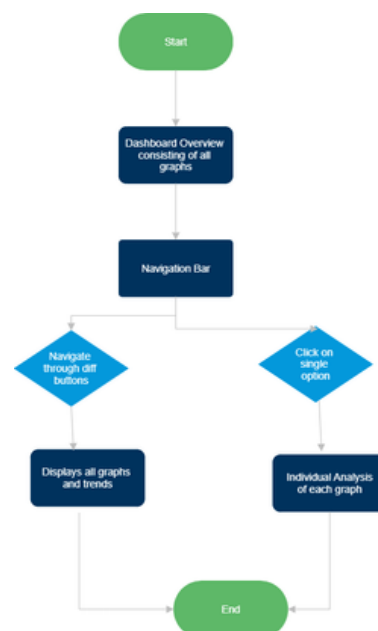 Start
Dashboard Overview
consisting of all
graphs
Navigation Bar
Navigate
through diff
buttons
Click on
single
option
Displays all graphs
and trends
Individual Analysis
of each graph
End